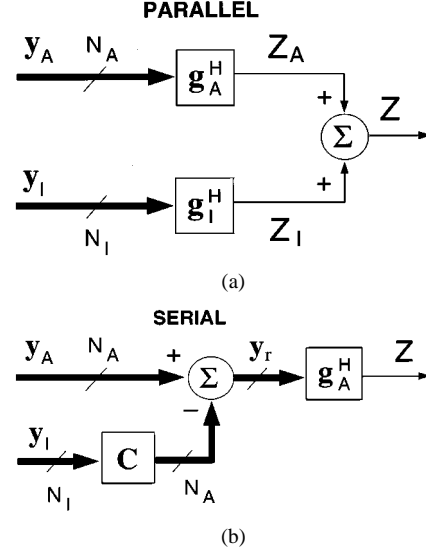 PARALLEL
y_A N_A g_A^H Z_A
+
Σ Z
+
y_I N_I g_I^H Z_I
(a)
SERIAL
y_A N_A + Σ y_r g_A^H Z
−
y_I N_I C N_A
(b)